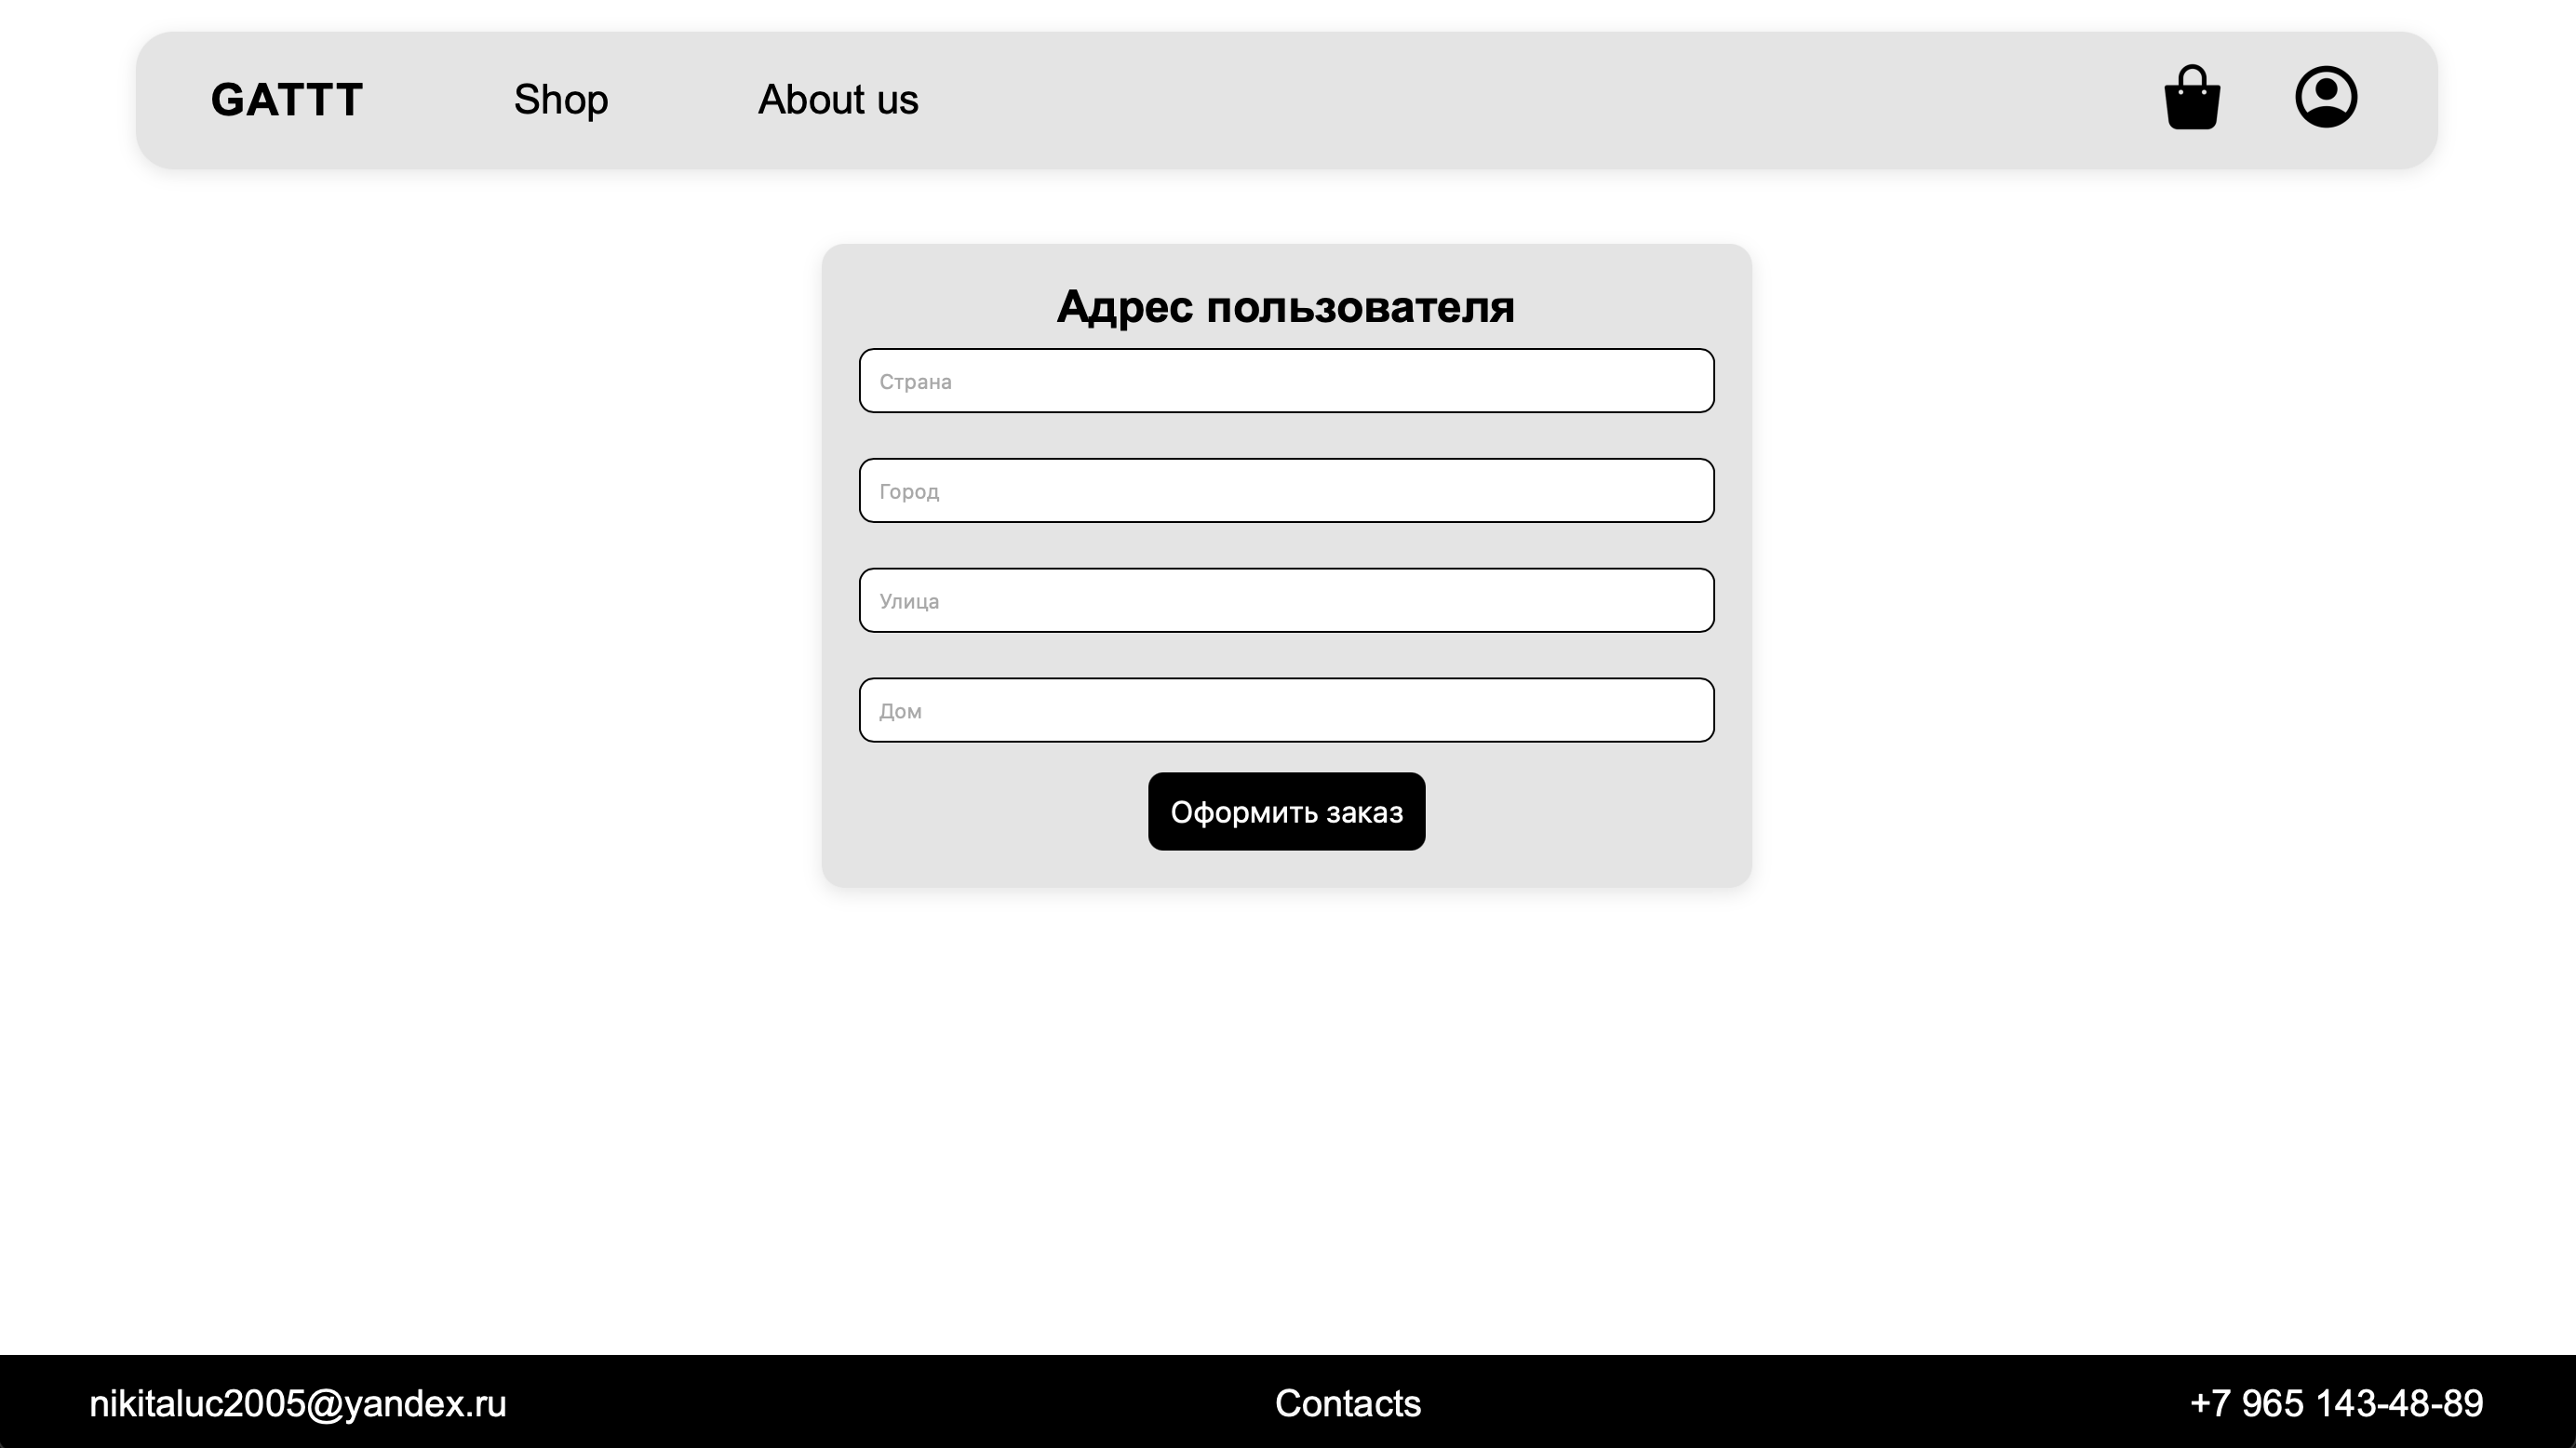 GATTT Shop About us
Адрес пользователя
Страна
Город
Улица
Дом
Оформить заказ
nikitaluc2005@yandex.ru Contacts +7 965 143-48-89